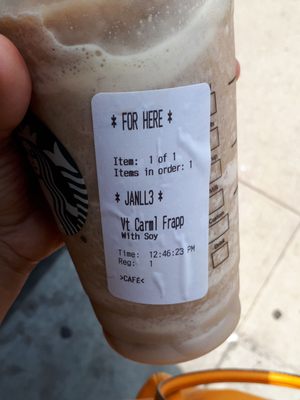 * FOR HERE *
Item: 1 of 1
Items in order: 1
* JANLL3 *
Vt Carml Frapp
With Soy
Time: 12:46:23 PM
Reg: 1
>CAFE<